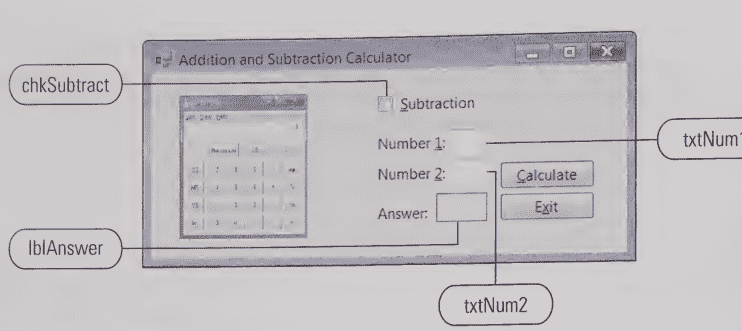 Addition and Subtraction Calculator
chkSubtract
Subtraction
Number 1:
txtNum1
Number 2:
Calculate
Answer:
Exit
lblAnswer
txtNum2